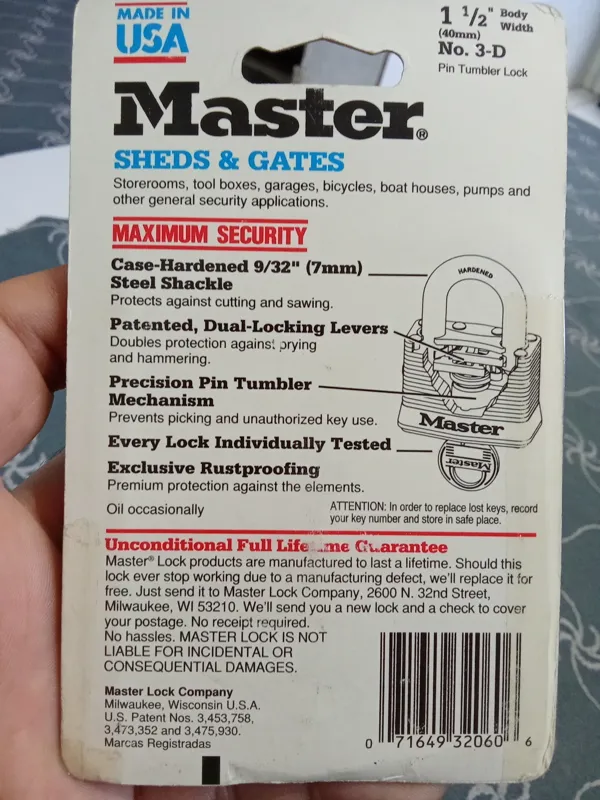 MADE IN
USA
1 1/2" Body Width
(40mm)
No. 3-D
Pin Tumbler Lock
Master®
SHEDS & GATES
Storerooms, tool boxes, garages, bicycles, boat houses, pumps and
other general security applications.
MAXIMUM SECURITY
Case-Hardened 9/32" (7mm)
Steel Shackle
Protects against cutting and sawing.
Patented, Dual-Locking Levers
Doubles protection against prying
and hammering.
Precision Pin Tumbler
Mechanism
Prevents picking and unauthorized key use.
Every Lock Individually Tested
Exclusive Rustproofing
Premium protection against the elements.
Oil occasionally
HARDENED
Master
Master
ATTENTION: In order to replace lost keys, record
your key number and store in safe place.
Unconditional Full Lifetime Guarantee
Master® Lock products are manufactured to last a lifetime. Should this
lock ever stop working due to a manufacturing defect, we'll replace it for
free. Just send it to Master Lock Company, 2600 N. 32nd Street,
Milwaukee, WI 53210. We'll send you a new lock and a check to cover
your postage. No receipt required.
No hassles. MASTER LOCK IS NOT
LIABLE FOR INCIDENTAL OR
CONSEQUENTIAL DAMAGES.
Master Lock Company
Milwaukee, Wisconsin U.S.A.
U.S. Patent Nos. 3,453,758,
3,473,352 and 3,475,930.
Marcas Registradas
0 71649 32060 6